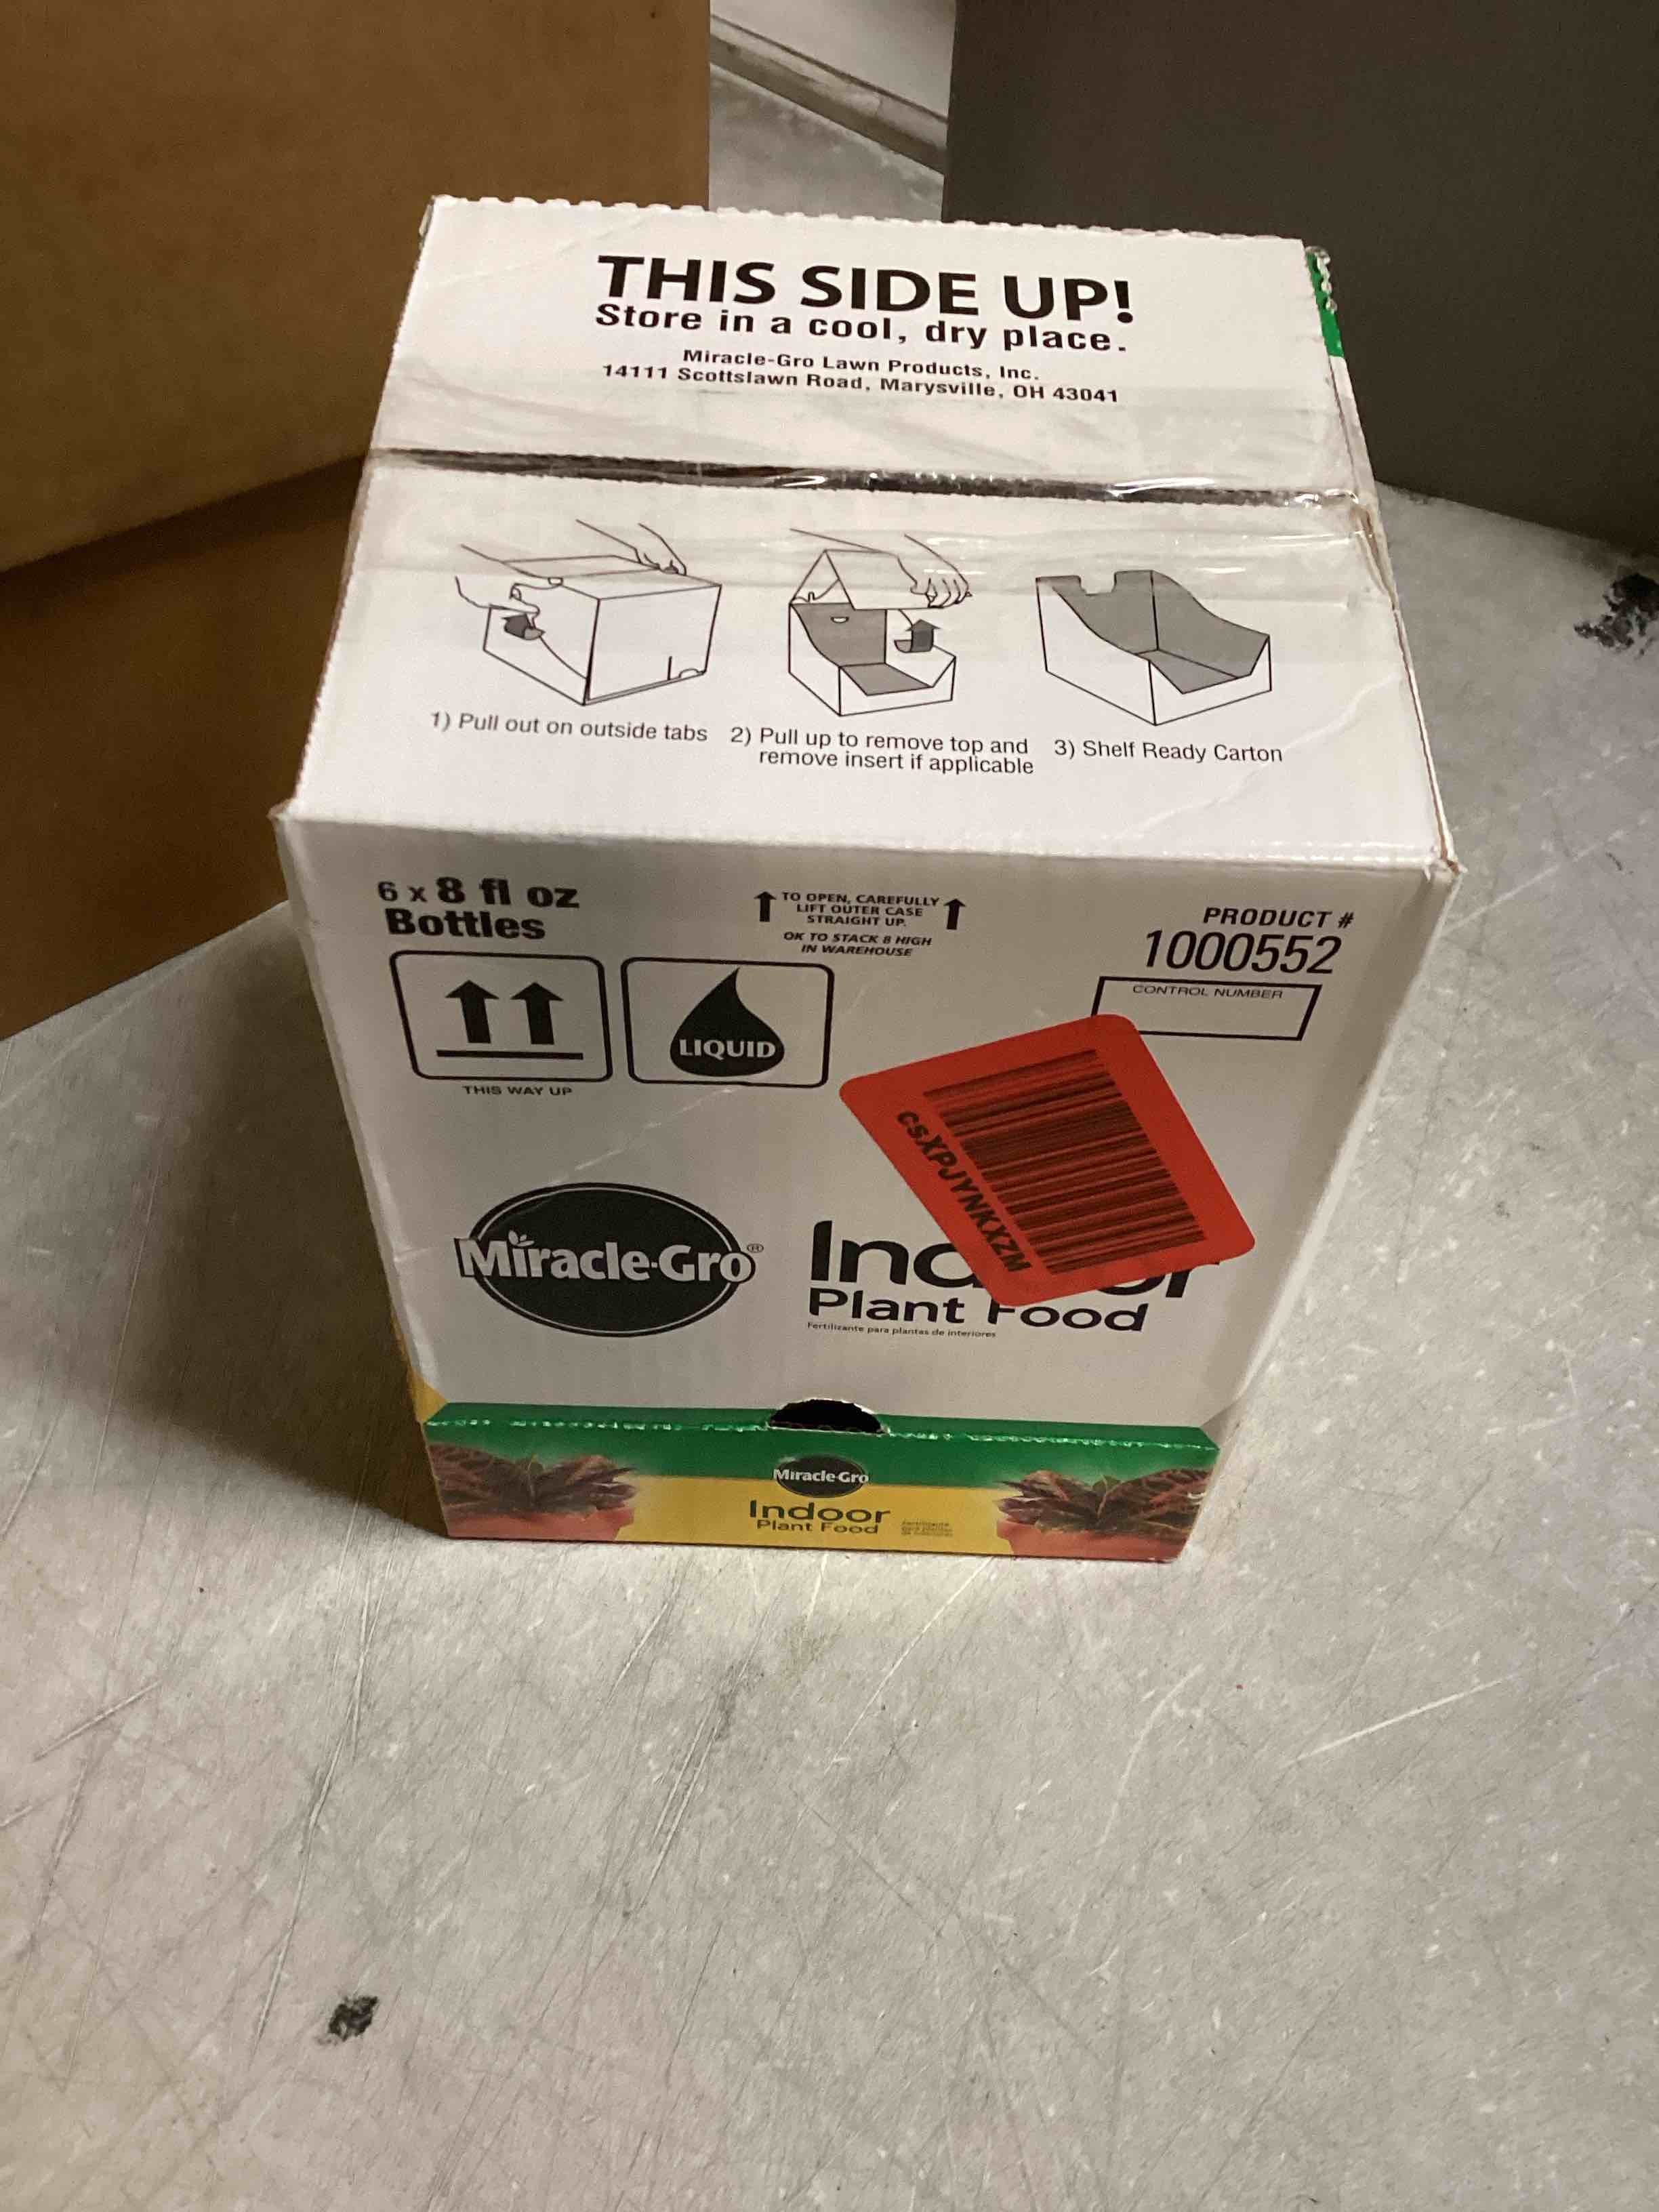 THIS SIDE UP!
Store in a cool, dry place.
Miracle-Gro Lawn Products, Inc.
14111 Scottslawn Road, Marysville, OH 43041
1) Pull out on outside tabs
2) Pull up to remove top and
remove insert if applicable
3) Shelf Ready Carton
6 x 8 fl oz
Bottles
TO OPEN, CAREFULLY
LIFT OUTER CASE
STRAIGHT UP.
OK TO STACK 8 HIGH
IN WAREHOUSE
PRODUCT #
1000552
CONTROL NUMBER
LIQUID
THIS WAY UP
csXPJYNKXZM
Miracle-Gro®
Plant Food
Fertilizante para plantas de interiores
Miracle-Gro
Indoor
Plant Food